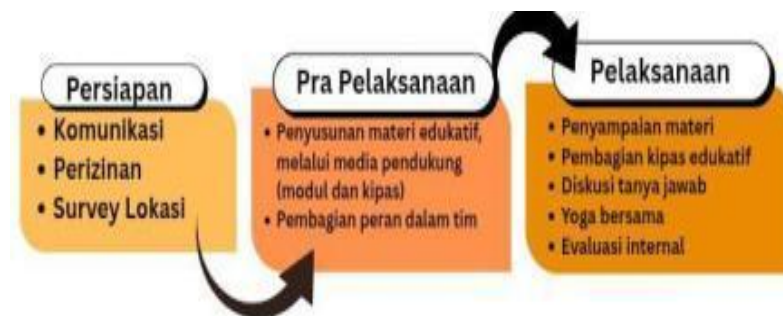 Persiapan
• Komunikasi
• Perizinan
• Survey Lokasi
Pra Pelaksanaan
• Penyusunan materi edukatif,
melalui media pendukung
(modul dan kipas)
• Pembagian peran dalam tim
Pelaksanaan
• Penyampaian materi
• Pembagian kipas edukatif
• Diskusi tanya jawab
• Yoga bersama
• Evaluasi internal